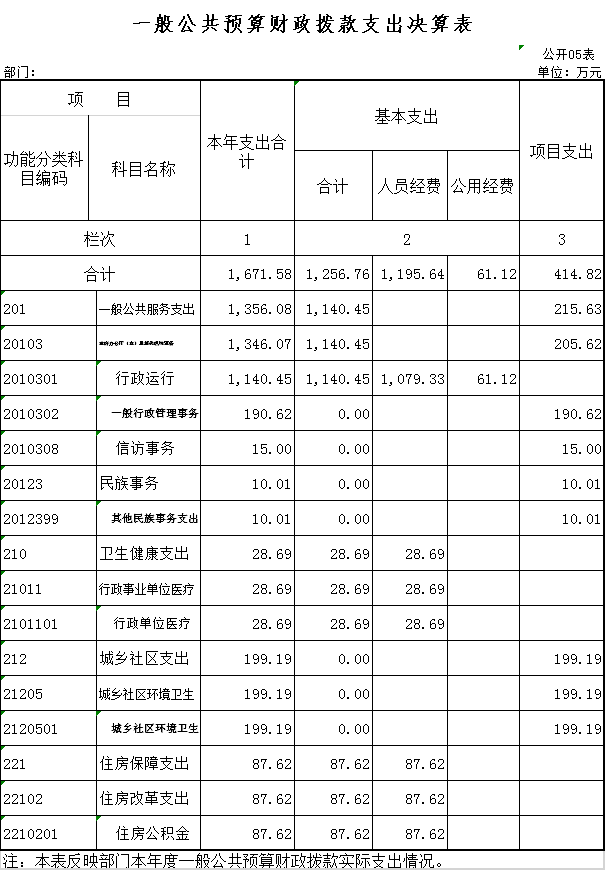 一般公共预算财政拨款支出决算表
公开05表
部门： 单位：万元
项 目 本年支出合计 基本支出 项目支出
功能分类科目编码 科目名称 合计 人员经费 公用经费
栏次 1 2 3
合计 1,671.58 1,256.76 1,195.64 61.12 414.82
201 一般公共服务支出 1,356.08 1,140.45 215.63
20103 1,346.07 1,140.45 205.62
2010301 行政运行 1,140.45 1,140.45 1,079.33 61.12
2010302 一般行政管理事务 190.62 0.00 190.62
2010308 信访事务 15.00 0.00 15.00
20123 民族事务 10.01 0.00 10.01
2012399 其他民族事务支出 10.01 0.00 10.01
210 卫生健康支出 28.69 28.69 28.69
21011 行政事业单位医疗 28.69 28.69 28.69
2101101 行政单位医疗 28.69 28.69 28.69
212 城乡社区支出 199.19 0.00 199.19
21205 城乡社区环境卫生 199.19 0.00 199.19
2120501 城乡社区环境卫生 199.19 0.00 199.19
221 住房保障支出 87.62 87.62 87.62
22102 住房改革支出 87.62 87.62 87.62
2210201 住房公积金 87.62 87.62 87.62
注：本表反映部门本年度一般公共预算财政拨款实际支出情况。